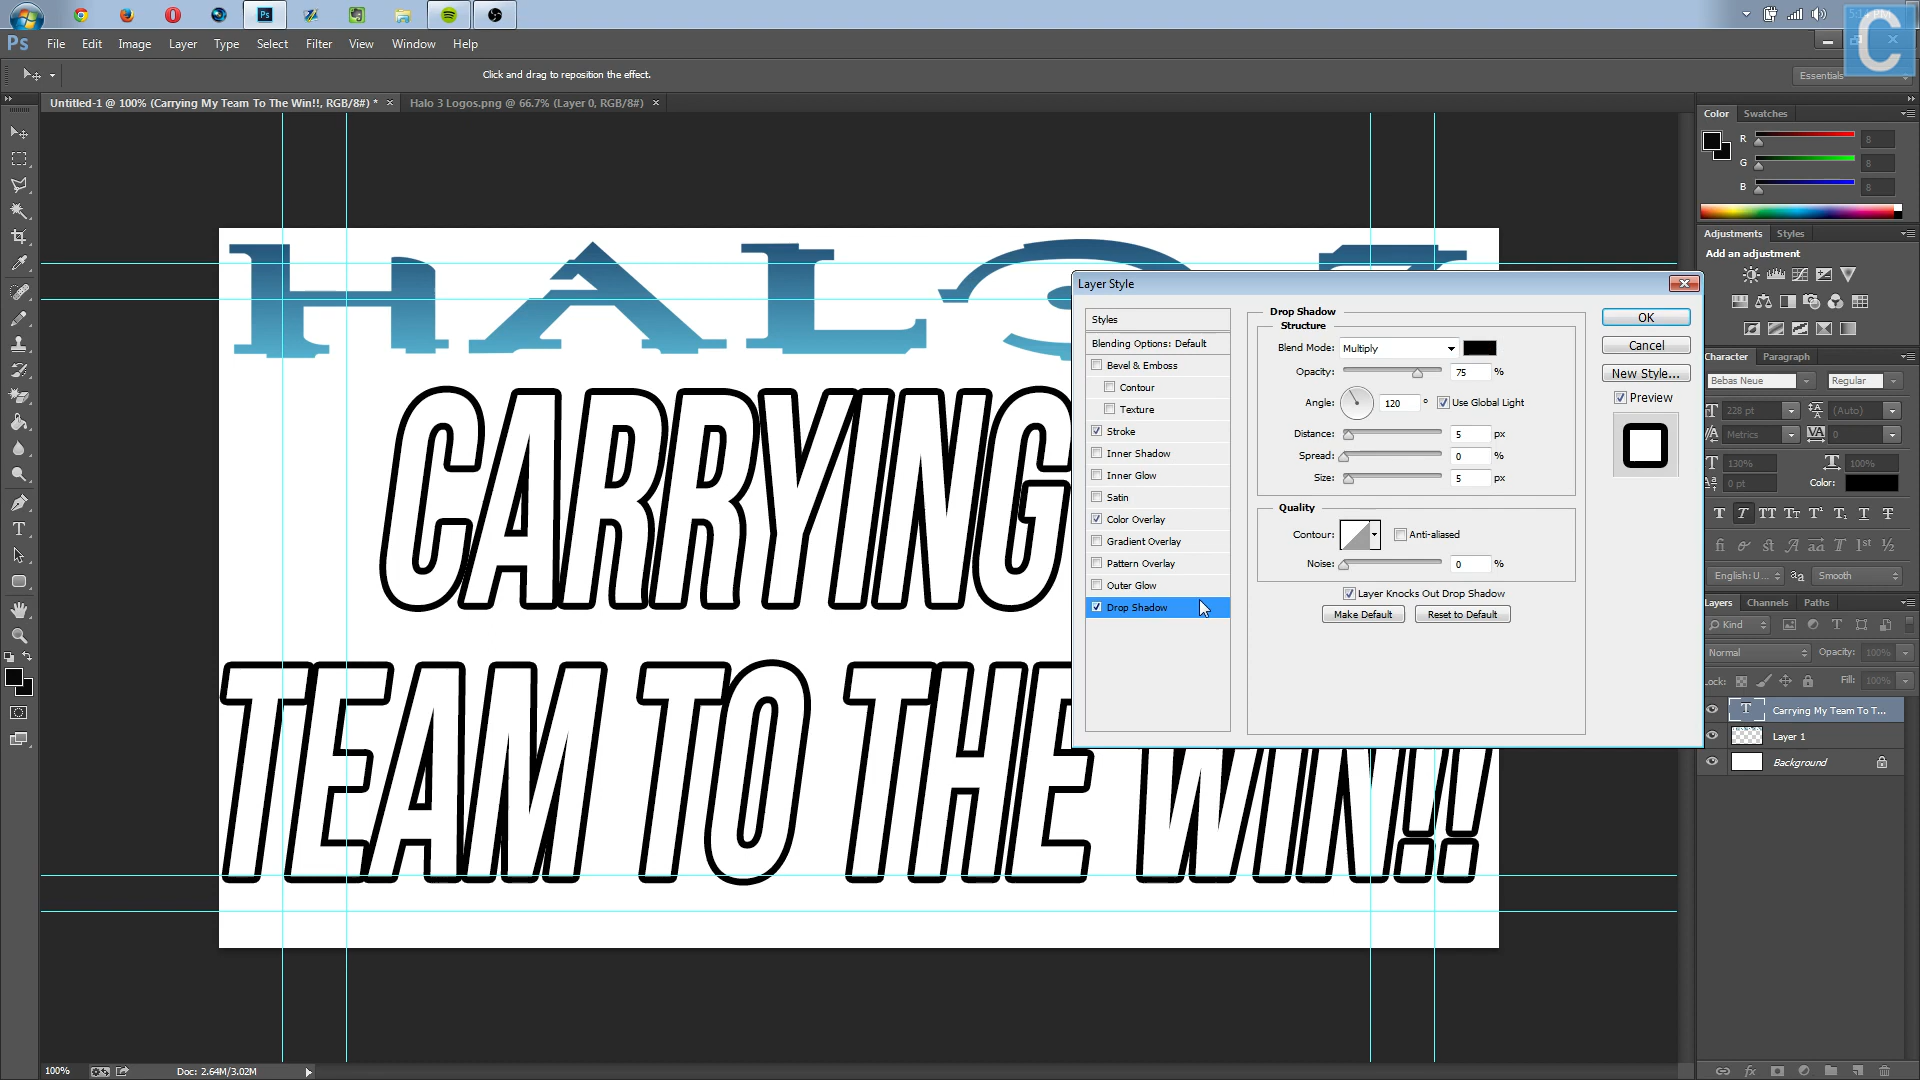 5:14 PM
C
Ps
File Edit Image Layer Type Select Filter View Window Help
Click and drag to reposition the effect.
Essentials
Untitled-1 @ 100% (Carrying My Team To The Win!!, RGB/8#) * ×
Halo 3 Logos.png @ 66.7% (Layer 0, RGB/8#) ×
HALO 3
CARRYING
TEAM TO THE WIN!!
Layer Style
Styles
Blending Options: Default
Bevel & Emboss
Contour
Texture
Stroke
Inner Shadow
Inner Glow
Satin
Color Overlay
Gradient Overlay
Pattern Overlay
Outer Glow
Drop Shadow
Drop Shadow
Structure
Blend Mode: Multiply
Opacity: 75 %
Angle: 120 ° Use Global Light
Distance: 5 px
Spread: 0 %
Size: 5 px
Quality
Contour: Anti-aliased
Noise: 0 %
Layer Knocks Out Drop Shadow
Make Default Reset to Default
OK
Cancel
New Style...
Preview
Color Swatches
R 8
G 8
B 8
Adjustments Styles
Add an adjustment
Character Paragraph
Bebas Neue Regular
228 pt (Auto)
Metrics 0
130% 100%
0 pt Color:
English: U... aa Smooth
Layers Channels Paths
Kind
Normal Opacity: 100%
Lock: Fill: 100%
Carrying My Team To T...
Layer 1
Background
100% Doc: 2.64M/3.02M